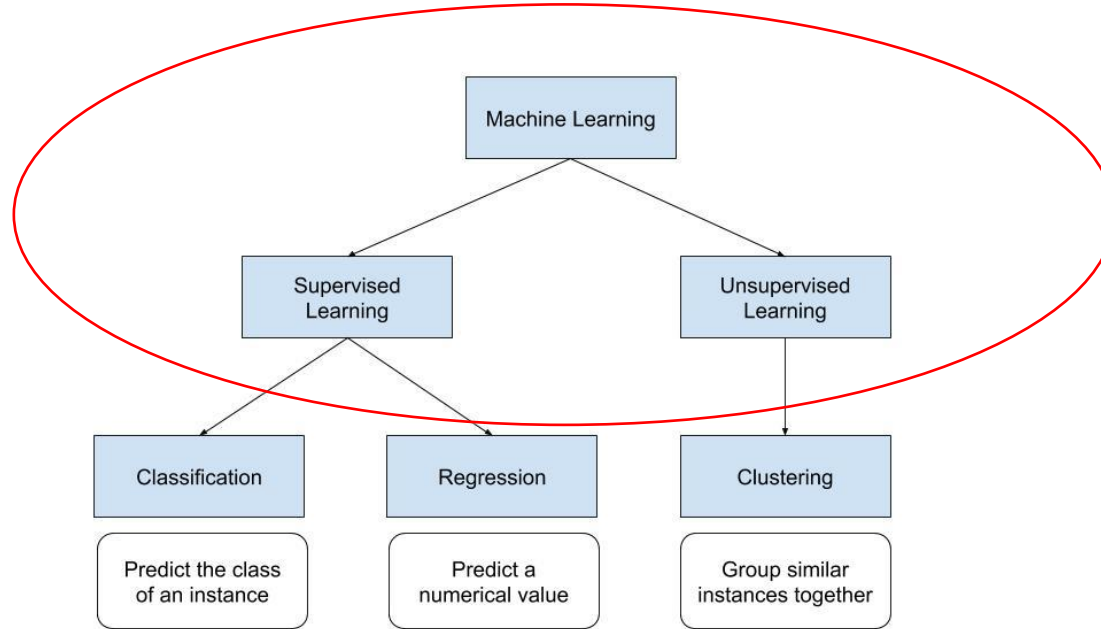 Machine Learning
Supervised
Learning
Unsupervised
Learning
Classification
Regression
Clustering
Predict the class
of an instance
Predict a
numerical value
Group similar
instances together